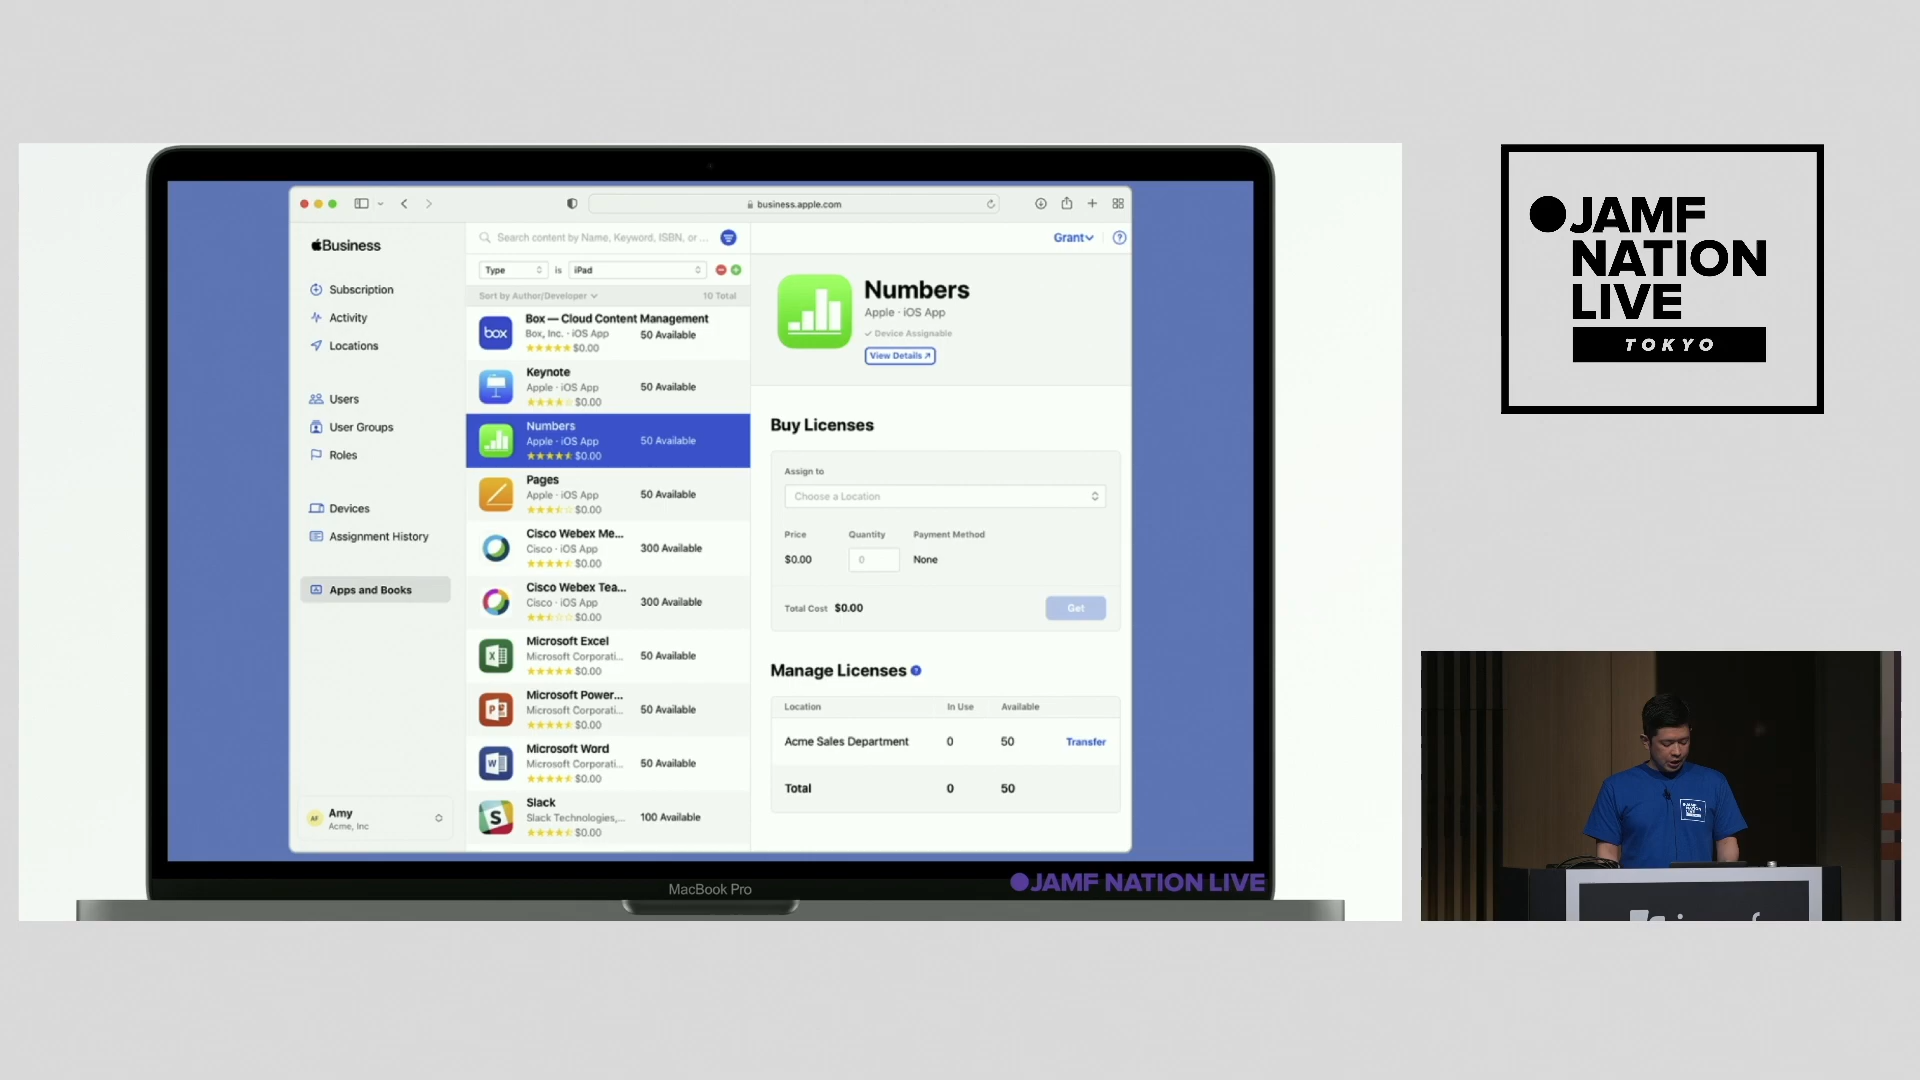 business.apple.com
Business
Subscription
Activity
Locations
Users
User Groups
Roles
Devices
Assignment History
Apps and Books
Amy
AF
Acme, Inc
Search content by Name, Keyword, ISBN, or ...
Type
is
iPad
Sort by Author/Developer
10 Total
box
Box — Cloud Content Management
Box, Inc. · iOS App
50 Available
$0.00
Keynote
Apple · iOS App
50 Available
$0.00
Numbers
Apple · iOS App
50 Available
$0.00
Pages
Apple · iOS App
50 Available
$0.00
Cisco Webex Me...
Cisco · iOS App
300 Available
$0.00
Cisco Webex Tea...
Cisco · iOS App
300 Available
$0.00
Microsoft Excel
Microsoft Corporati...
50 Available
$0.00
Microsoft Power...
Microsoft Corporati...
50 Available
$0.00
Microsoft Word
Microsoft Corporati...
50 Available
$0.00
Slack
Slack Technologies,...
100 Available
$0.00
Grant
Numbers
Apple · iOS App
Device Assignable
View Details
Buy Licenses
Assign to
Choose a Location
Price
Quantity
Payment Method
$0.00
0
None
Total Cost $0.00
Get
Manage Licenses
Location
In Use
Available
Acme Sales Department
0
50
Transfer
Total
0
50
MacBook Pro
JAMF NATION LIVE
JAMF
NATION
LIVE
TOKYO